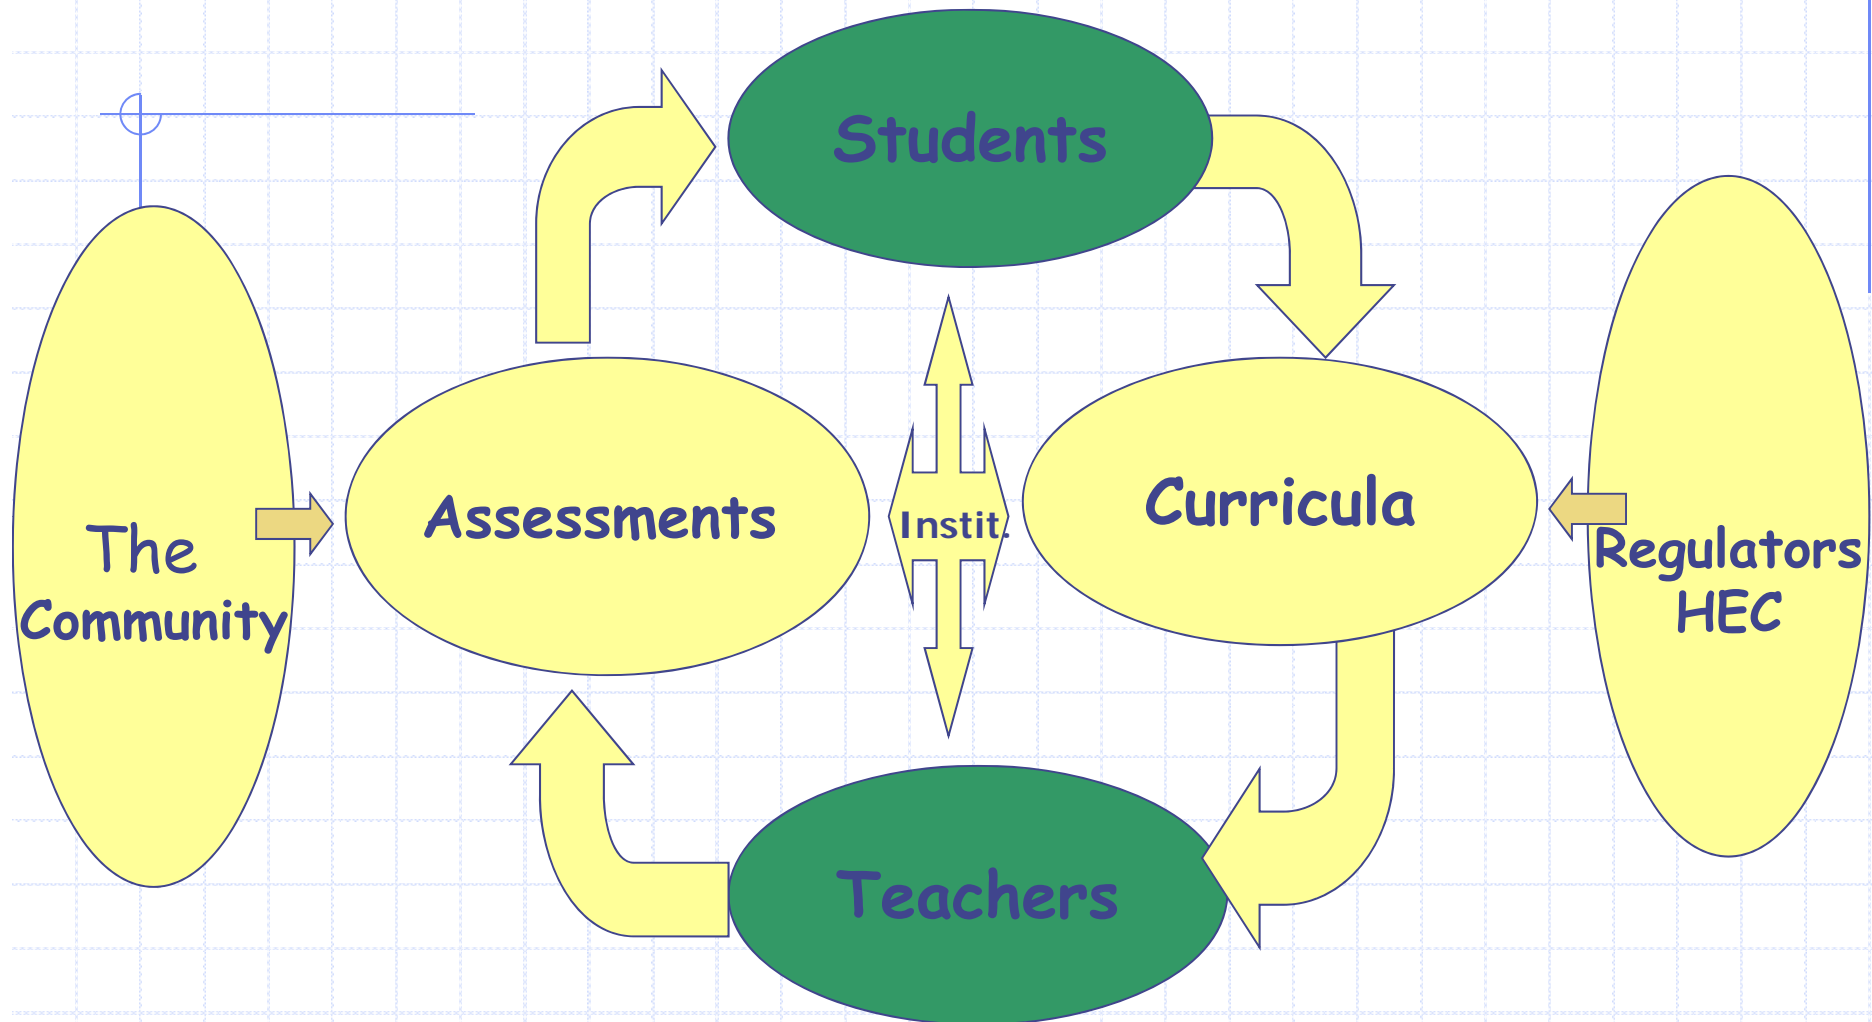 Students
Assessments
Instit.
Curricula
The
Community
Regulators
HEC
Teachers